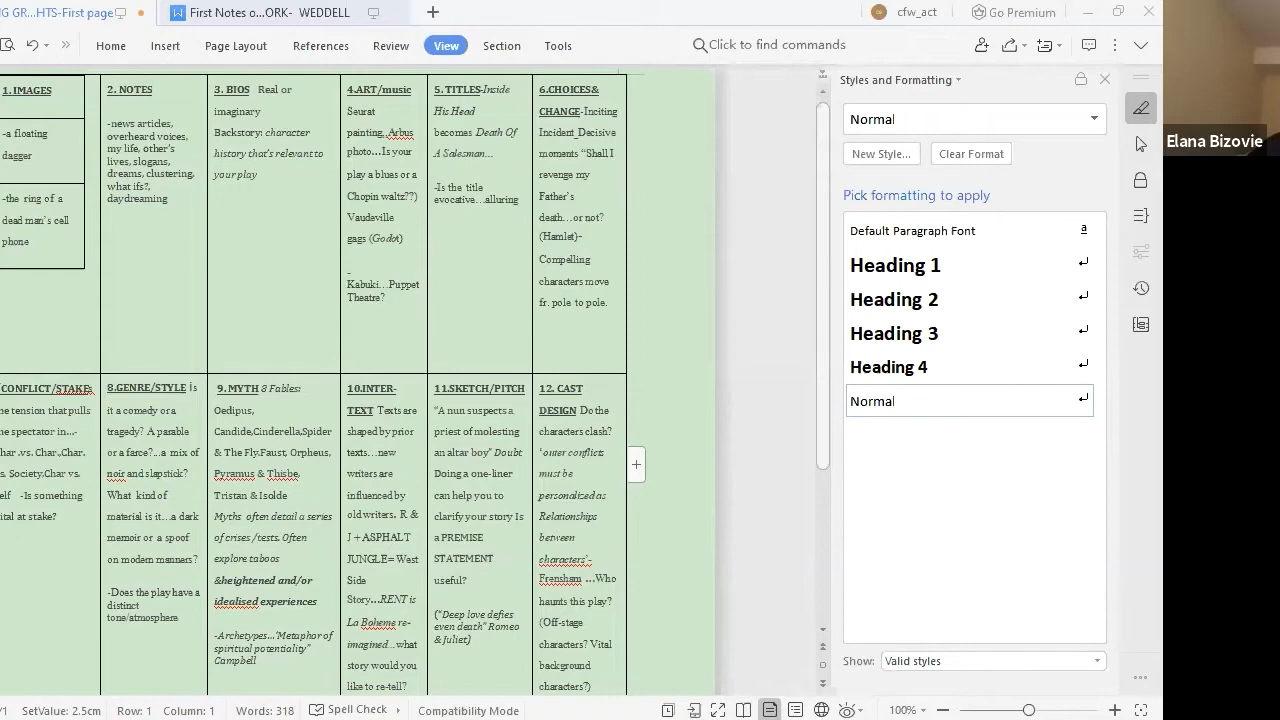 NG GR...HTS-First page
First Notes o...ORK- WEDDELL
cfw_act
Go Premium
Home
Insert
Page Layout
References
Review
View
Section
Tools
Click to find commands
1. IMAGES
-a floating
dagger
-the ring of a
dead man's cell
phone
2. NOTES
-news articles,
overheard voices,
my life, other's
lives, slogans,
dreams, clustering,
what ifs?,
daydreaming
3. BIOS Real or
imaginary
Backstory: character
history that's relevant to
your play
4.ART/music
Seurat
painting, Arbus
photo...Is your
play a blues or a
Chopin waltz??)
Vaudeville
gags (Godot)
-
Kabuki...Puppet
Theatre?
5. TITLES-Inside
His Head
becomes Death Of
A Salesman...
-Is the title
evocative...alluring
6.CHOICES&
CHANGE-Inciting
Incident_Decisive
moments "Shall I
revenge my
Father's
death...or not?
(Hamlet)-
Compelling
characters move
fr. pole to pole.
CONFLICT/STAKE
he tension that pulls
he spectator in...-
har .vs. Char.,Char.
s. Society,Char vs.
elf -Is something
ital at stake?
8.GENRE/STYLE is
it a comedy or a
tragedy? A parable
or a farce?...a mix of
noir and slapstick?
What kind of
material is it...a dark
memoir or a spoof
on modern manners?
-Does the play have a
distinct
tone/atmosphere
9. MYTH 8 Fables:
Oedipus,
Candide,Cinderella,Spider
& The Fly.Faust, Orpheus,
Pyramus & Thisbe,
Tristan & Isolde
Myths often detail a series
of crises /tests. Often
explore taboos
&heightened and/or
idealised experiences
-Archetypes..."Metaphor of
spiritual potentiality"
Campbell
10.INTER-
TEXT Texts are
shaped by prior
texts...new
writers are
influenced by
old writers. R &
J + ASPHALT
JUNGLE= West
Side
Story...RENT is
La Boheme re-
imagined...what
story would you
like to re-tell?
11.SKETCH/PITCH
"A nun suspects a
priest of molesting
an altar boy" Doubt
Doing a one-liner
can help you to
clarify your story Is
a PREMISE
STATEMENT
useful?
("Deep love defies
even death" Romeo
& Juliet)
12. CAST
DESIGN Do the
characters clash?
'outer conflicts
must be
personalized as
Relationships
between
characters'-
Frensham ...Who
haunts this play?
(Off-stage
characters? Vital
background
characters?)
Styles and Formatting
Normal
New Style...
Clear Format
Pick formatting to apply
Default Paragraph Font
a
Heading 1
Heading 2
Heading 3
Heading 4
Normal
Show:
Valid styles
Elana Bizovie
/1
SetValue: 2.5cm
Row: 1
Column: 1
Words: 318
Spell Check
Compatibility Mode
100%